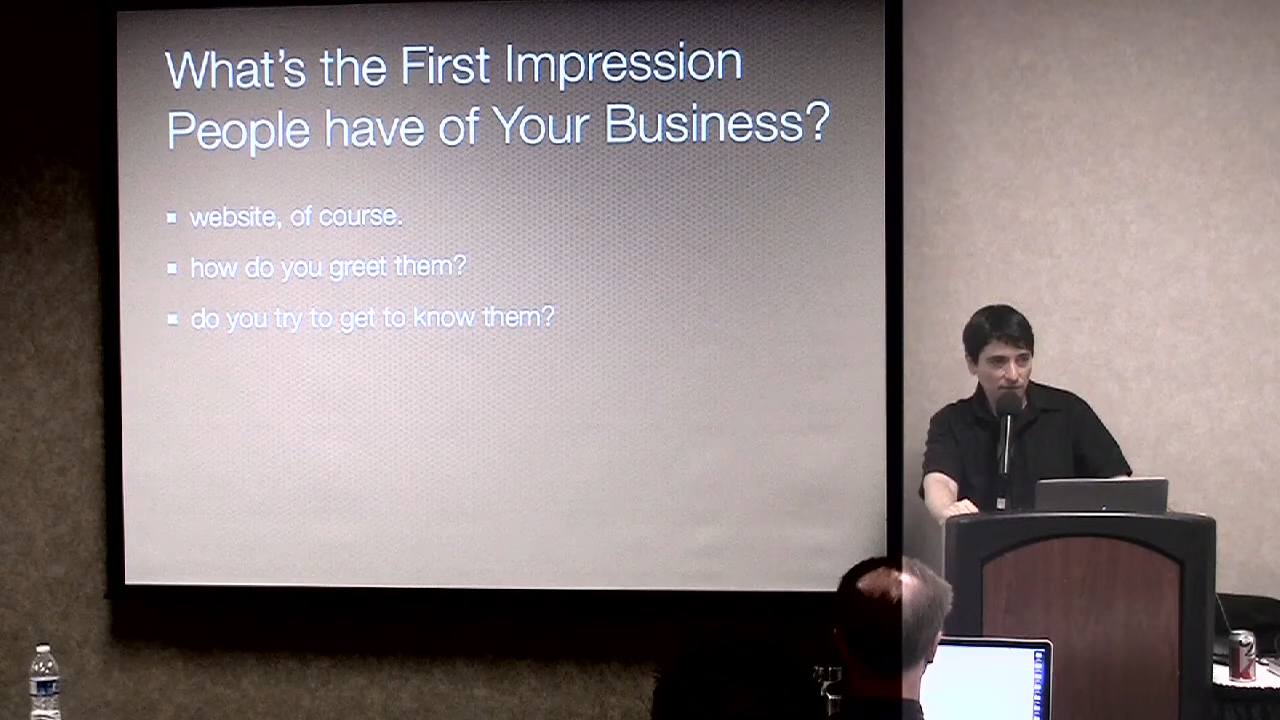 What's the First Impression
People have of Your Business?
website, of course.
how do you greet them?
do you try to get to know them?